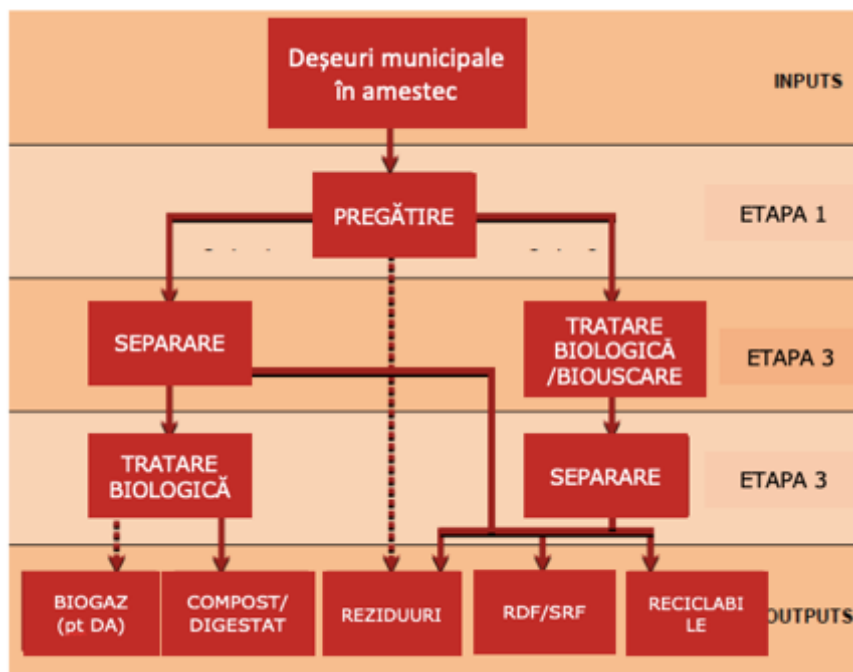 Deșeuri municipale
în amestec
INPUTS
PREGĂTIRE
ETAPA 1
SEPARARE
TRATARE
BIOLOGICĂ
/BIOUSCARE
ETAPA 3
TRATARE
BIOLOGICĂ
SEPARARE
ETAPA 3
BIOGAZ
(pt DA)
COMPOST/
DIGESTAT
REZIDUURI
RDF/SRF
RECICLABI
LE
OUTPUTS